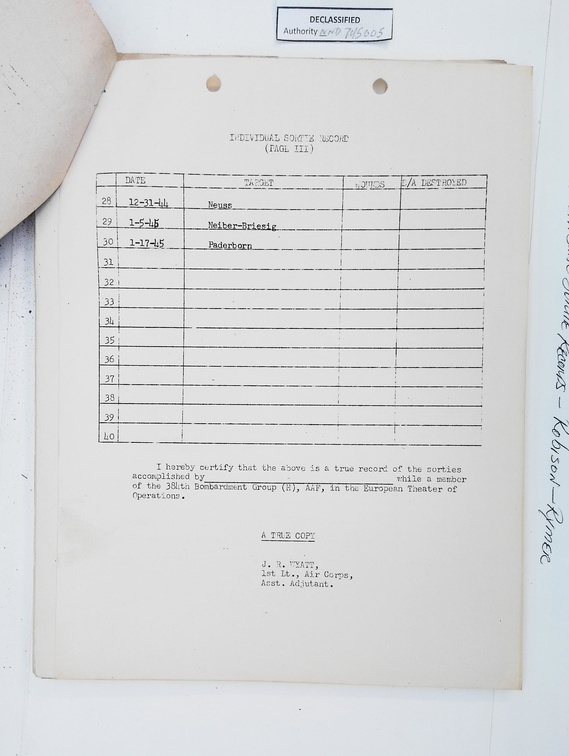 DECLASSIFIED
Authority NND 745005
INDIVIDUAL SORTIE RECORD
(PAGE III)
DATE TARGET WOUNDS E/A DESTROYED
28 12-31-44 Neuss
29 1-5-45 Neiber-Briesig
30 1-17-45 Paderborn
31
32
33
34
35
36
37
38
39
40
I hereby certify that the above is a true record of the sorties
accomplished by while a member
of the 384th Bombardment Group (H), AAF, in the European Theater of
Operations.
A TRUE COPY
J. R. WYATT,
1st Lt., Air Corps,
Asst. Adjutant.
Records - Robison - Rymer